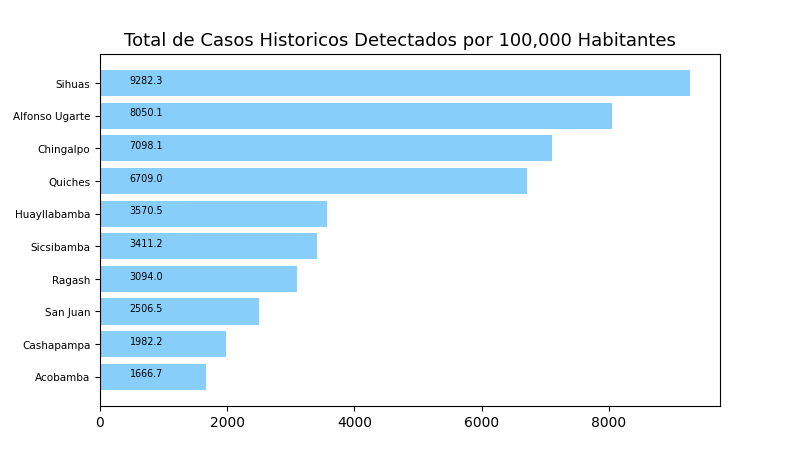 Total de Casos Historicos Detectados por 100,000 Habitantes
Sihuas 9282.3
Alfonso Ugarte 8050.1
Chingalpo 7098.1
Quiches 6709.0
Huayllabamba 3570.5
Sicsibamba 3411.2
Ragash 3094.0
San Juan 2506.5
Cashapampa 1982.2
Acobamba 1666.7
0 2000 4000 6000 8000